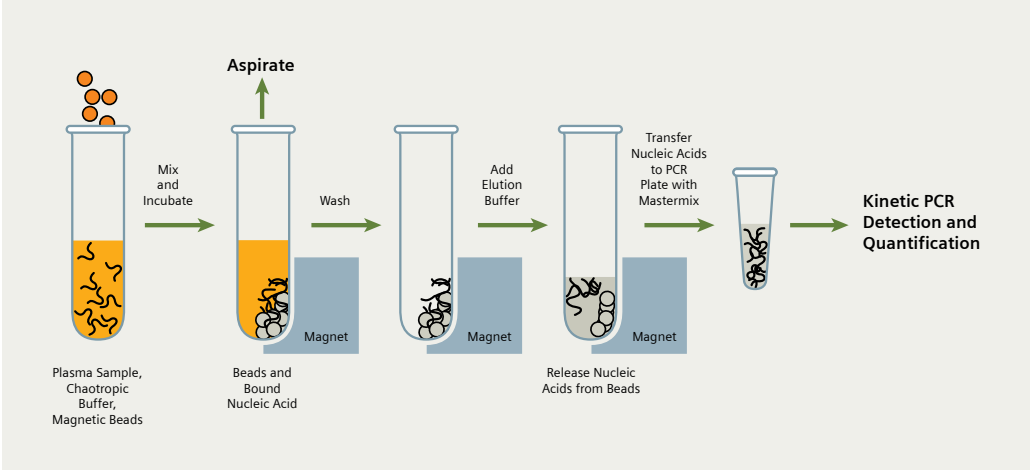 Aspirate
Mix
and
Incubate
Wash
Add
Elution
Buffer
Transfer
Nucleic Acids
to PCR
Plate with
Mastermix
Kinetic PCR
Detection and
Quantification
Magnet
Magnet
Magnet
Plasma Sample,
Chaotropic
Buffer,
Magnetic Beads
Beads and
Bound
Nucleic Acid
Release Nucleic
Acids from Beads